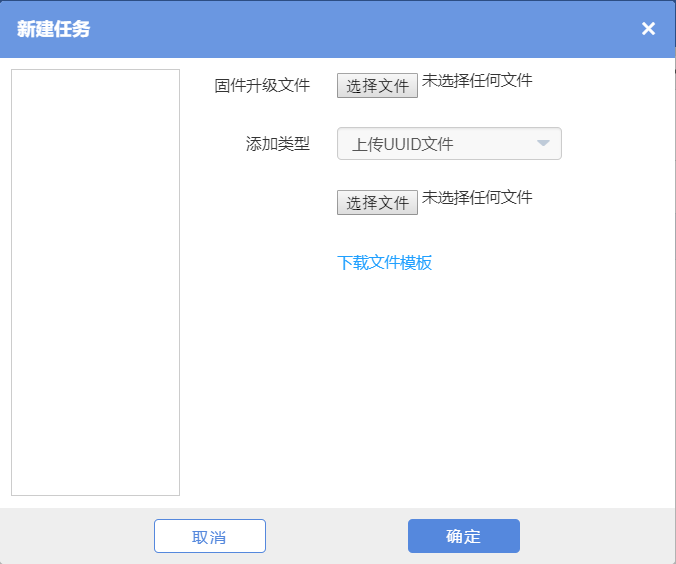 新建任务 ×
固件升级文件 选择文件 未选择任何文件
添加类型 上传UUID文件
选择文件 未选择任何文件
下载文件模板
取消 确定